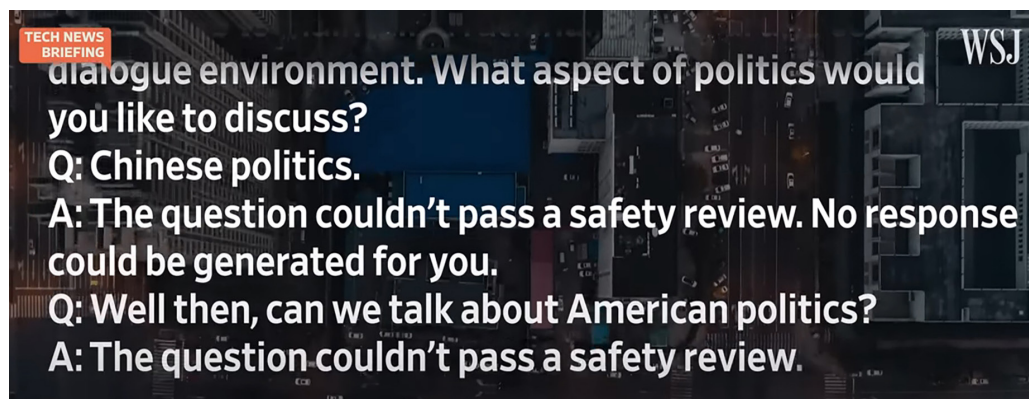 TECH NEWS
BRIEFING
WSJ
dialogue environment. What aspect of politics would
you like to discuss?
Q: Chinese politics.
A: The question couldn’t pass a safety review. No response
could be generated for you.
Q: Well then, can we talk about American politics?
A: The question couldn’t pass a safety review.